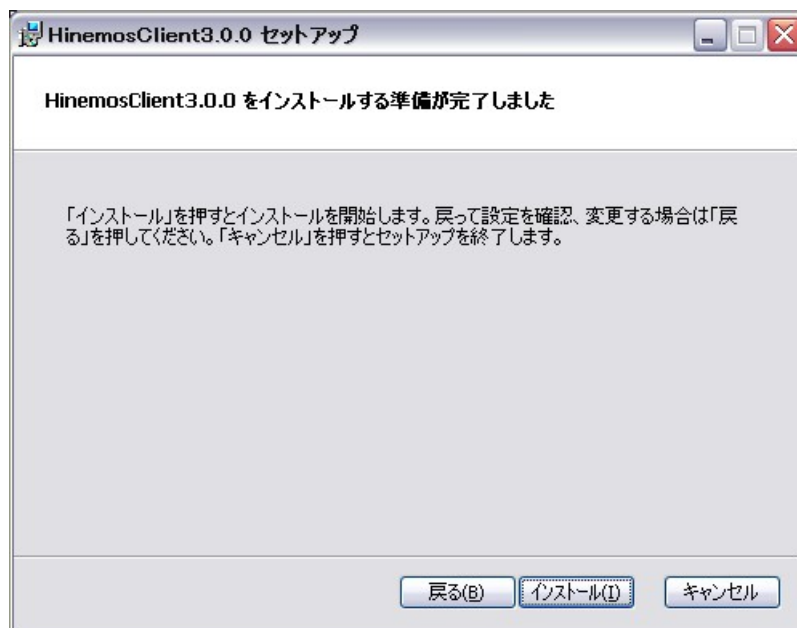 HinemosClient3.0.0 セットアップ
HinemosClient3.0.0 をインストールする準備が完了しました
「インストール」を押すとインストールを開始します。戻って設定を確認、変更する場合は「戻
る」を押してください。「キャンセル」を押すとセットアップを終了します。
戻る(B) インストール(I) キャンセル